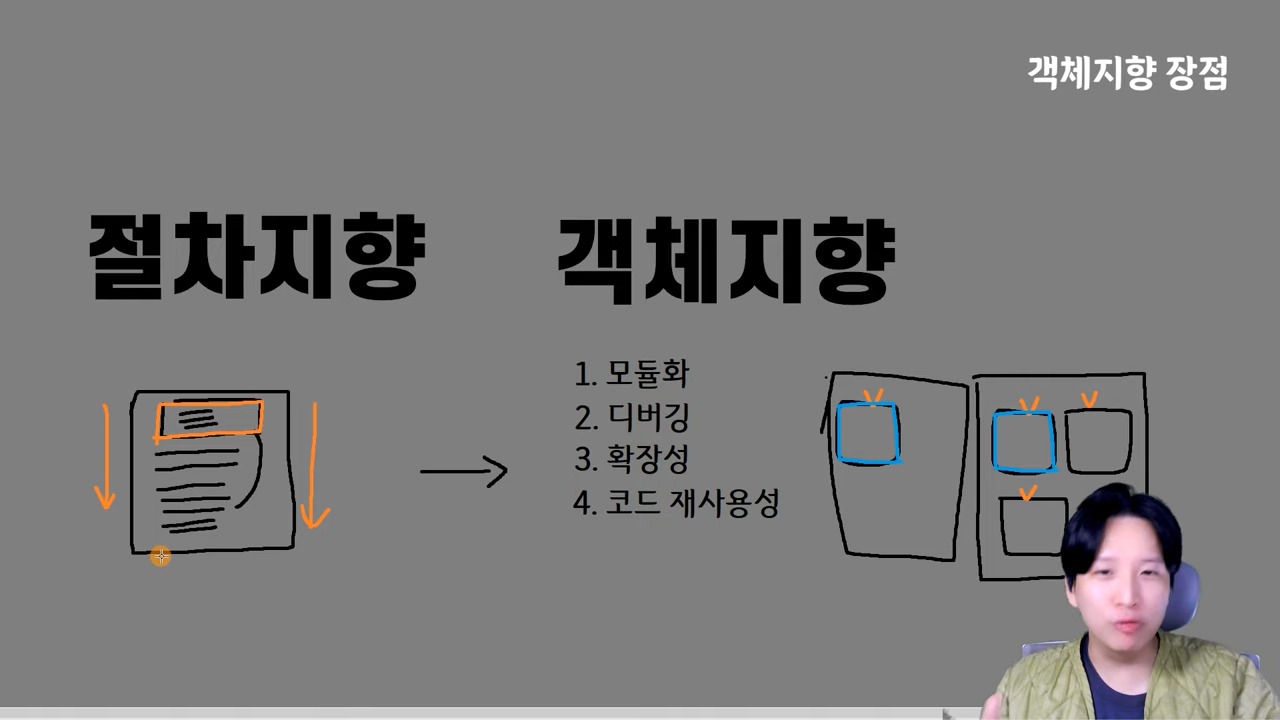 객체지향 장점
절차지향
객체지향
1. 모듈화
2. 디버깅
3. 확장성
4. 코드 재사용성